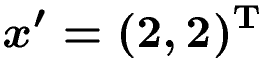 x′ = (2, 2)ᵀ